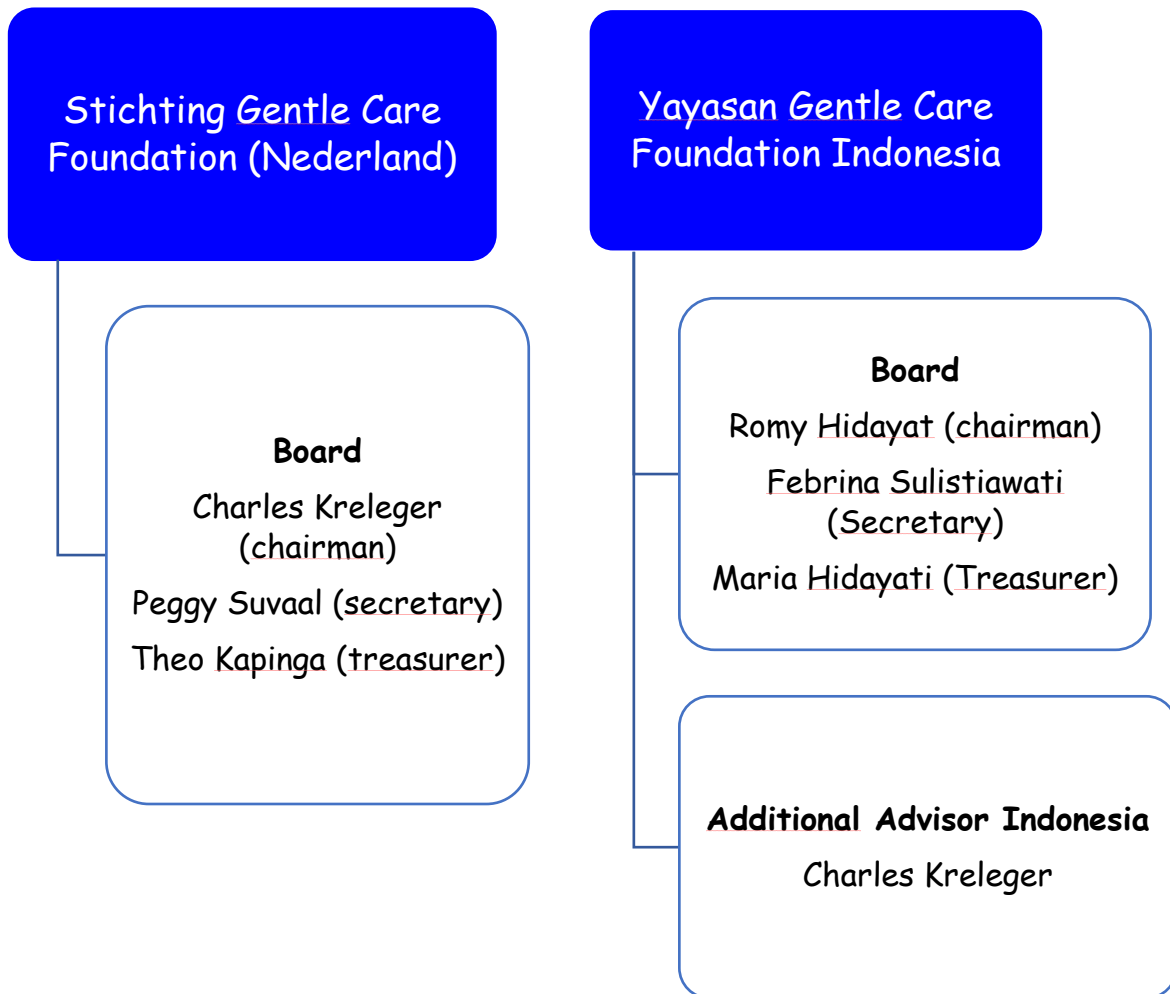 Stichting Gentle Care
Foundation (Nederland)
Board
Charles Kreleger
(chairman)
Peggy Suvaal (secretary)
Theo Kapinga (treasurer)
Yayasan Gentle Care
Foundation Indonesia
Board
Romy Hidayat (chairman)
Febrina Sulistiawati
(Secretary)
Maria Hidayati (Treasurer)
Additional Advisor Indonesia
Charles Kreleger